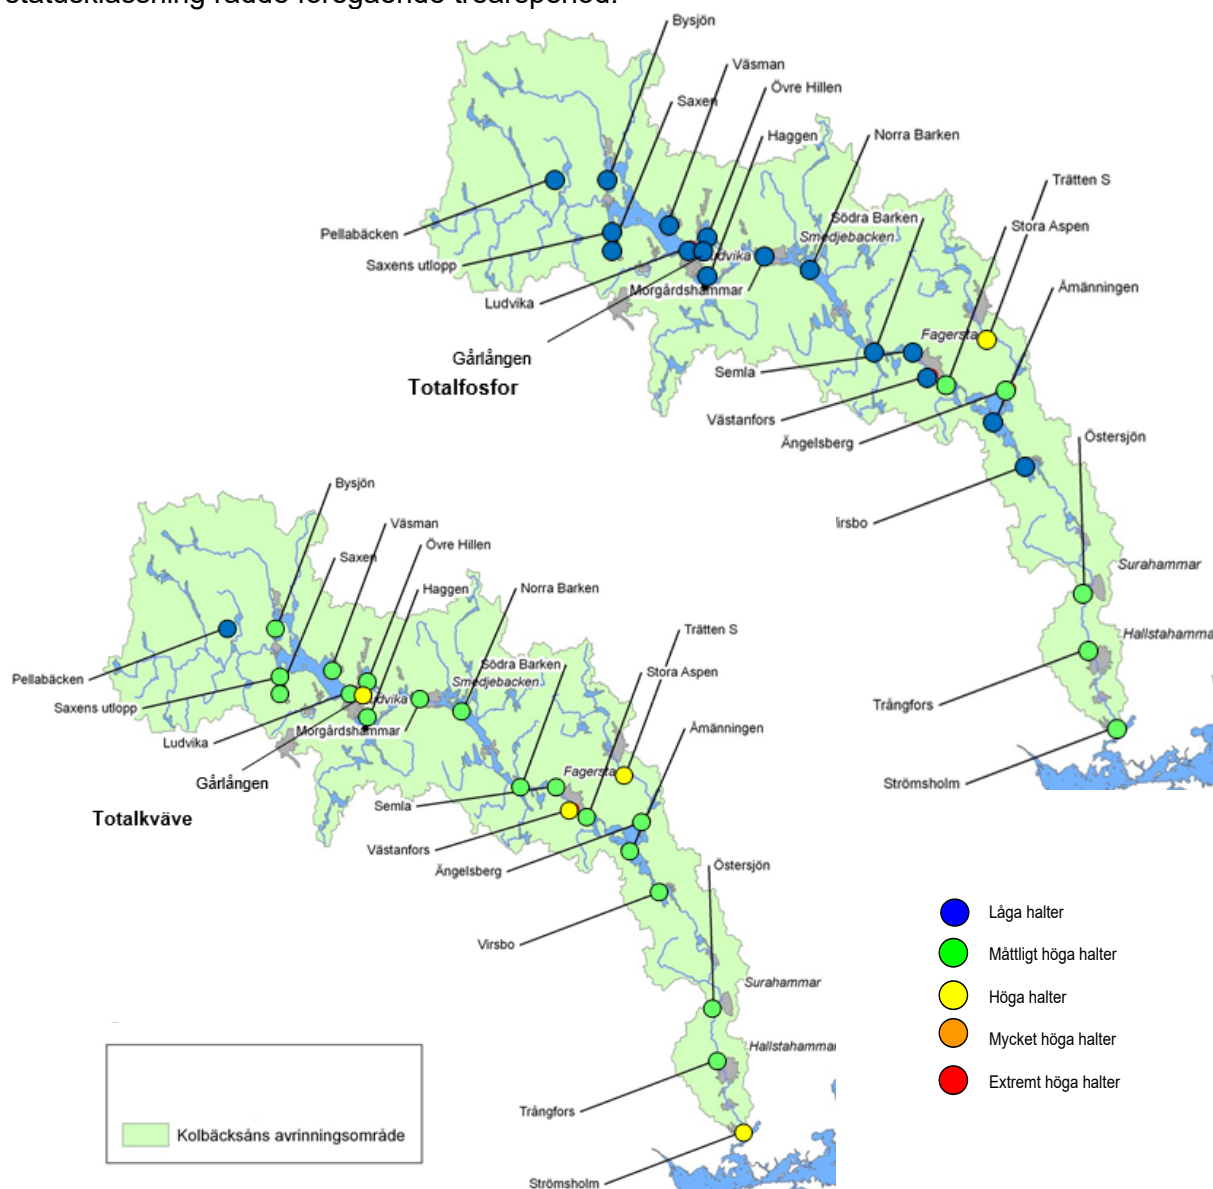 statusklassning rådde föregående treårsperiod.
Bysjön
Väsman
Övre Hillen
Saxen
Haggen
Norra Barken
Trätten S
Södra Barken
Stora Aspen
Smedjebacken
Pellabäcken
Saxens utlopp
udvika
Åmänningen
Morgårdshammar
Ludvika
Fagersta
Gårlången
Semla
Totalfosfor
Västanfors
Ängelsberg
Östersjön
irsbo
Surahammar
Hallstahamma
Trångfors
Strömsholm
Bysjön
Väsman
Övre Hillen
Saxen
Haggen
Norra Barken
Trätten S
Södra Barken
Stora Aspen
Pellabäcken
Smedjebacken
Saxens utlopp
udvika
Åmänningen
Morgårdshammar
Ludvika
Fagersta
Gårlången
Semla
Totalkväve
Västanfors
Ängelsberg
Östersjön
Virsbo
Surahammar
Hallstahammar
Trångfors
Strömsholm
Låga halter
Måttligt höga halter
Höga halter
Mycket höga halter
Extremt höga halter
Kolbäcksåns avrinningsområde